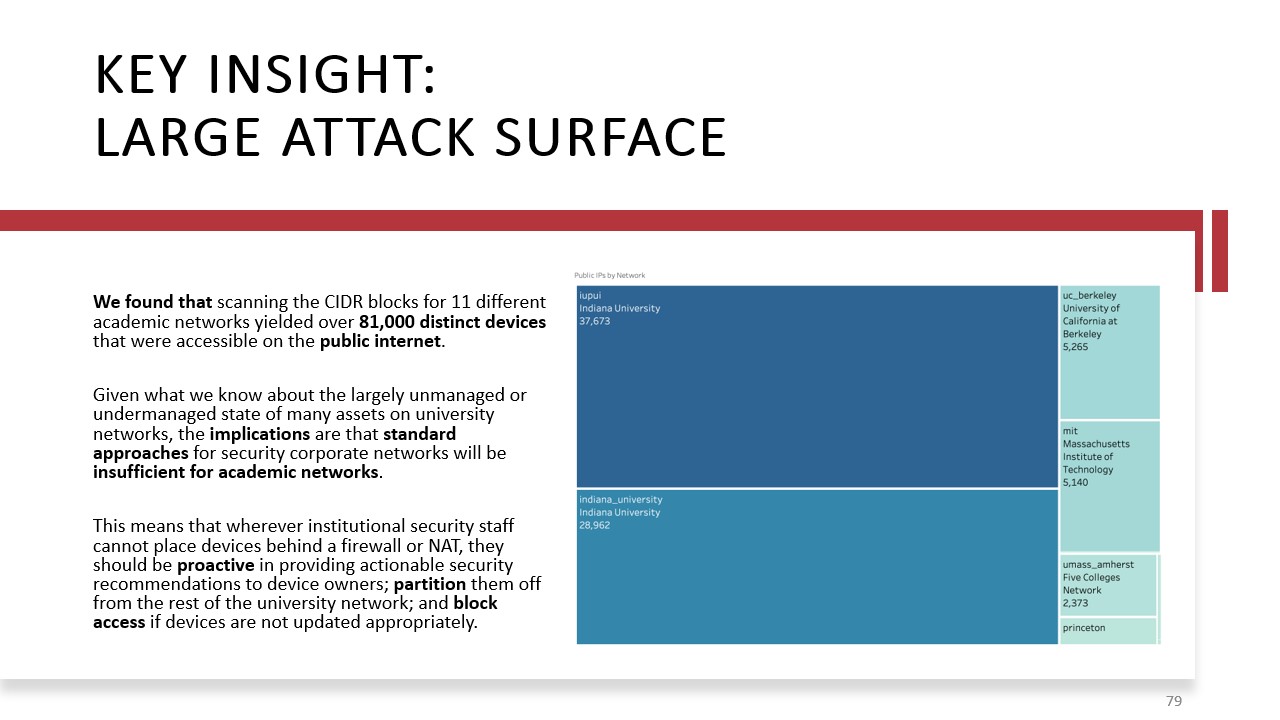 KEY INSIGHT:
LARGE ATTACK SURFACE
We found that scanning the CIDR blocks for 11 different
academic networks yielded over 81,000 distinct devices
that were accessible on the public internet.
Given what we know about the largely unmanaged or
undermanaged state of many assets on university
networks, the implications are that standard
approaches for security corporate networks will be
insufficient for academic networks.
This means that wherever institutional security staff
cannot place devices behind a firewall or NAT, they
should be proactive in providing actionable security
recommendations to device owners; partition them off
from the rest of the university network; and block
access if devices are not updated appropriately.
Public IPs by Network
iupui
Indiana University
37,673
indiana_university
Indiana University
28,962
uc_berkeley
University of
California at
Berkeley
5,265
mit
Massachusetts
Institute of
Technology
5,140
umass_amherst
Five Colleges
Network
2,373
princeton
79